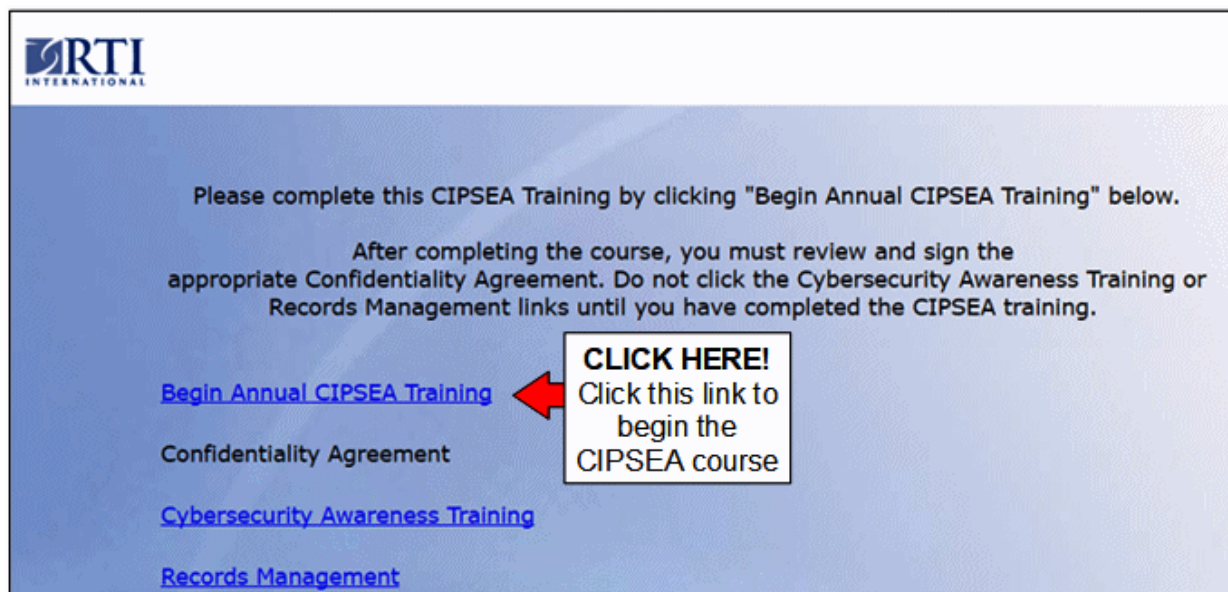 RTI
INTERNATIONAL
Please complete this CIPSEA Training by clicking "Begin Annual CIPSEA Training" below.
After completing the course, you must review and sign the
appropriate Confidentiality Agreement. Do not click the Cybersecurity Awareness Training or
Records Management links until you have completed the CIPSEA training.
Begin Annual CIPSEA Training
CLICK HERE!
Click this link to
begin the
CIPSEA course
Confidentiality Agreement
Cybersecurity Awareness Training
Records Management